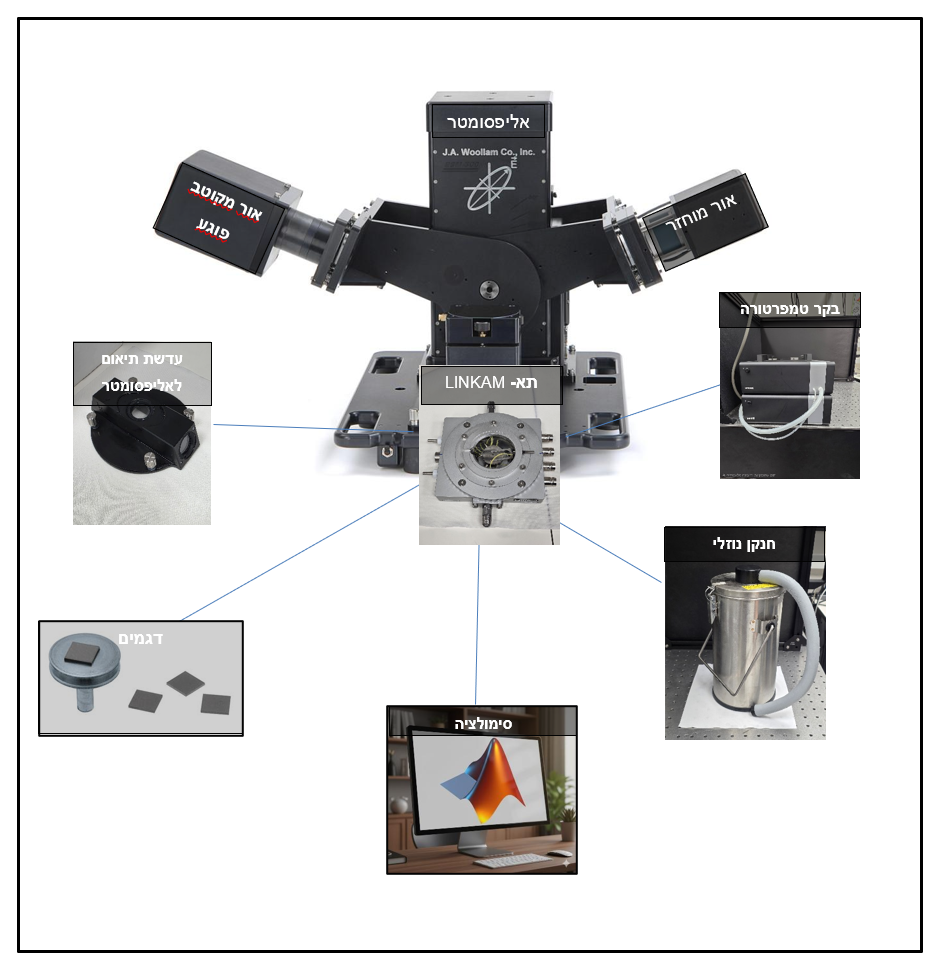 אליפסומטר
J.A. Woollam Co., Inc.
אור מקוטב
פוגע
אור מוחזר
בקר טמפרטורה
עדשת תיאום
לאליפסומטר
תא- LINKAM
חנקן נוזלי
דגמים
סימולציה